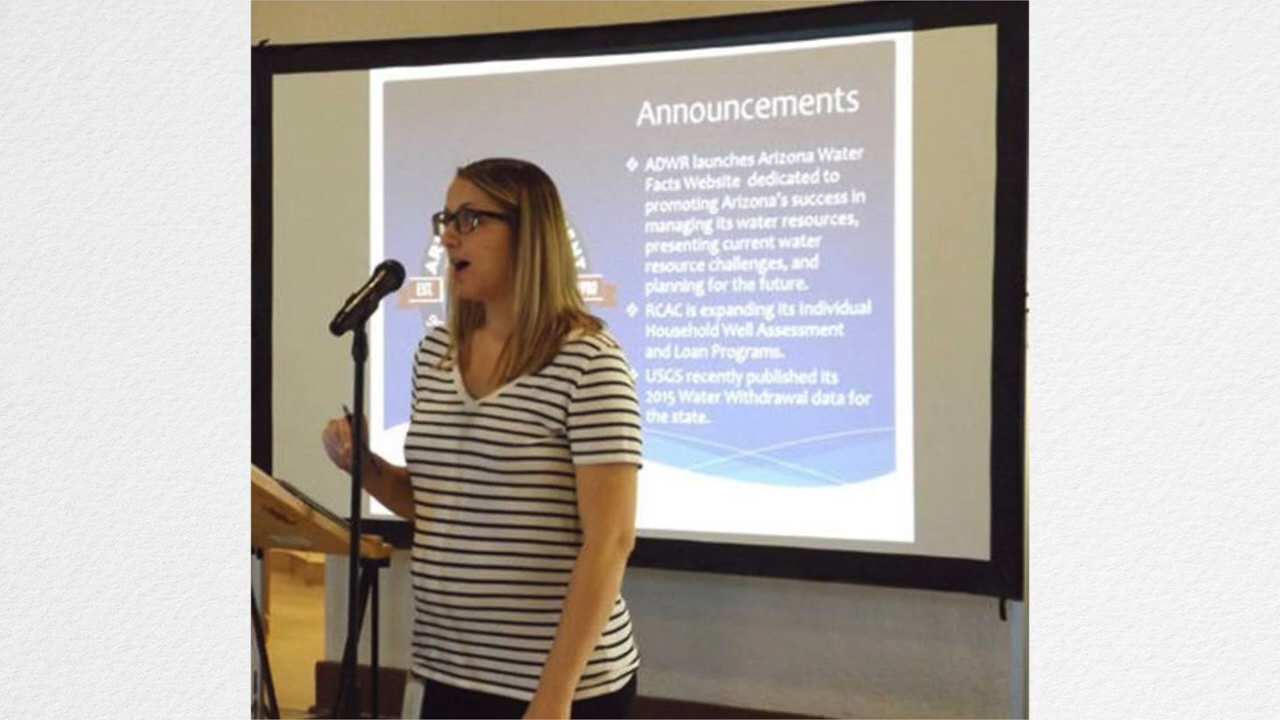 Announcements
❖ ADWR launches Arizona Water
Facts Website dedicated to
promoting Arizona's success in
managing its water resources,
presenting current water
resource challenges, and
planning for the future.
❖ RCAC is expanding its Individual
Household Well Assessment
and Loan Programs.
❖ USGS recently published its
2015 Water Withdrawal data for
the state.
EST.